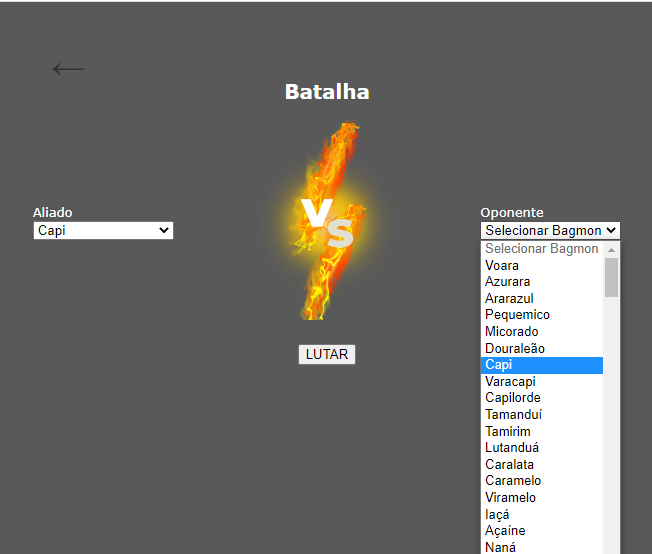 Batalha
VS
Aliado
Capi
LUTAR
Oponente
Selecionar Bagmon
Selecionar Bagmon
Voara
Azurara
Ararazul
Pequemico
Micorado
Douraleão
Capi
Varacapi
Capilorde
Tamanduí
Tamirim
Lutanduá
Caralata
Caramelo
Viramelo
Iaçá
Açaíne
Naná